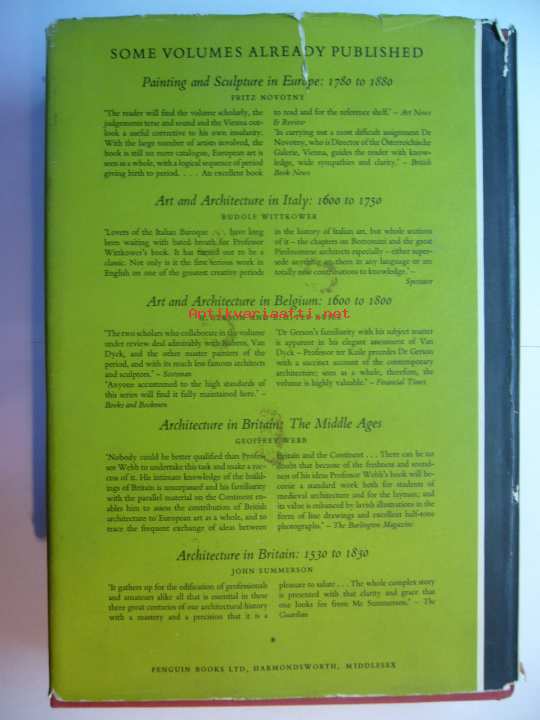 SOME VOLUMES ALREADY PUBLISHED
Painting and Sculpture in Europe: 1780 to 1880
FRITZ NOVOTNY
'The reader will find the volume scholarly, the
judgements terse and sound and the Vienna out-
look a useful corrective to his own insularity.
With the large number of artists involved, the
book is still no mere catalogue, European art is
seen as a whole, with a logical sequence of period
giving birth to period. . . . An excellent book
to read and for the reference shelf.' – Art News
& Review
'In carrying out a most difficult assignment Dr
Novotny, who is Director of the Österreichische
Galerie, Vienna, guides the reader with know-
ledge, wide sympathies and clarity.' – British
Book News
Art and Architecture in Italy: 1600 to 1750
RUDOLF WITTKOWER
'Lovers of the Italian Baroque . . . have long
been waiting with bated breath for Professor
Wittkower's book. It has turned out to be a
classic. Not only is it the first serious work in
English on one of the greatest creative periods
in the history of Italian art, but whole sections
of it – the chapters on Borromini and the great
Piedmontese architects especially – either super-
sede anything on them in any language or are
totally new contributions to knowledge.' –
Spectator
Antikvariaatti.net
Art and Architecture in Belgium: 1600 to 1800
H. GERSON AND E. H. TER KUILE
'The two scholars who collaborate in the volume
under review deal admirably with Rubens, Van
Dyck, and the other master painters of the
period, and with its much less famous architects
and sculptors.' – Scotsman
'Anyone accustomed to the high standards of
this series will find it fully maintained here.' –
Books and Bookmen
'Dr Gerson's familiarity with his subject matter
is apparent in his elegant assessment of Van
Dyck – Professor ter Kuile precedes Dr Gerson
with a succinct account of the contemporary
architecture; seen as a whole, therefore, the
volume is highly valuable.' – Financial Times
Architecture in Britain: The Middle Ages
GEOFFREY WEBB
'Nobody could be better qualified than Profes-
sor Webb to undertake this task and make a suc-
cess of it. His intimate knowledge of the build-
ings of Britain is unsurpassed and his familiarity
with the parallel material on the Continent en-
ables him to assess the contribution of British
architecture to European art as a whole, and to
trace the frequent exchange of ideas between
Britain and the Continent . . . There can be no
doubt that because of the freshness and sound-
ness of his ideas Professor Webb's book will be-
come a standard work both for students of
medieval architecture and for the layman; and
its value is enhanced by lavish illustrations in the
form of line drawings and excellent half-tone
photographs.' – The Burlington Magazine
Architecture in Britain: 1530 to 1830
JOHN SUMMERSON
'It gathers up for the edification of professionals
and amateurs alike all that is essential in these
three great centuries of our architectural history
with a mastery and a precision that it is a
pleasure to salute . . . The whole complex story
is presented with that clarity and grace that
one looks for from Mr Summerson.' – The
Guardian
*
PENGUIN BOOKS LTD, HARMONDSWORTH, MIDDLESEX